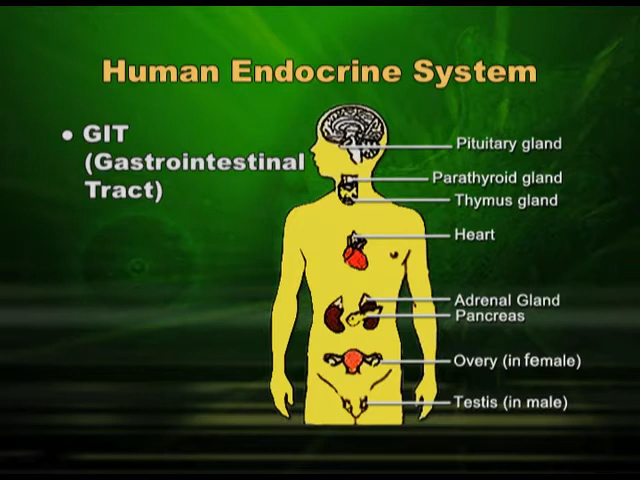 Human Endocrine System
• GIT
(Gastrointestinal
Tract)
Pituitary gland
Parathyroid gland
Thymus gland
Heart
Adrenal Gland
Pancreas
Overy (in female)
Testis (in male)